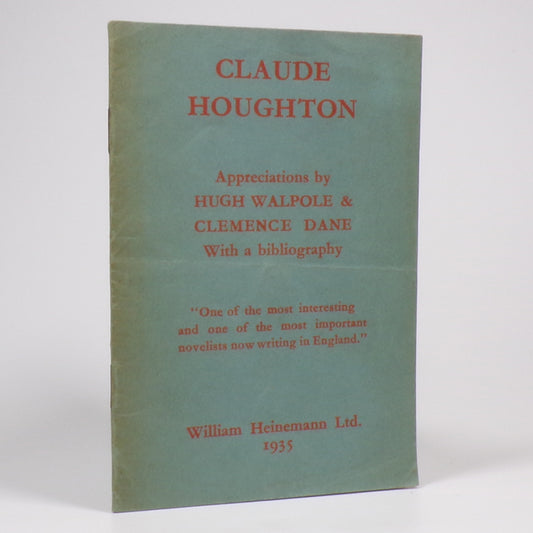 CLAUDE
HOUGHTON
Appreciations by
HUGH WALPOLE &
CLEMENCE DANE
With a bibliography
"One of the most interesting
and one of the most important
novelists now writing in England."
William Heinemann Ltd.
1935